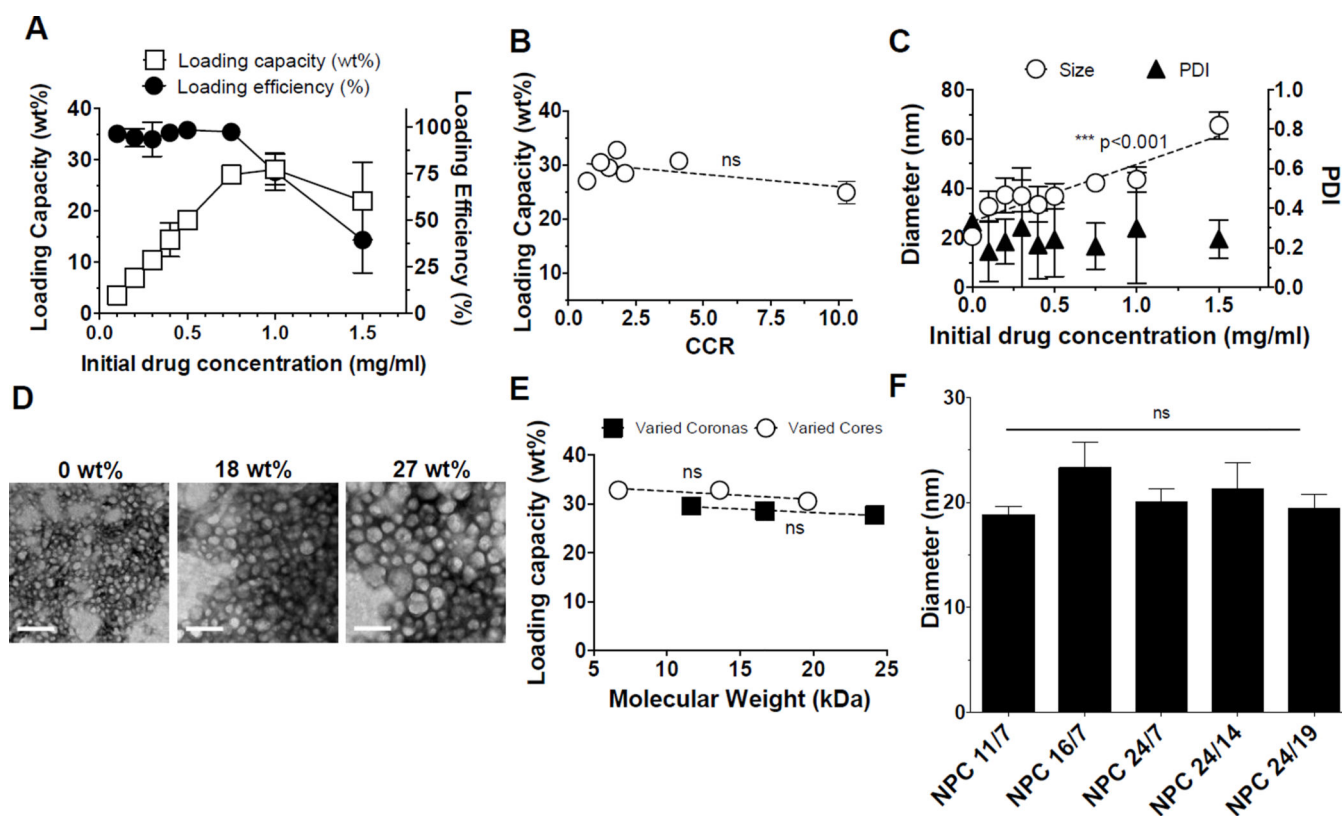 A
Loading capacity (wt%)
Loading efficiency (%)
Loading Capacity (wt%)
40
35
30
25
20
15
10
5
0
100
75
50
25
0
Loading Efficiency (%)
0.0 0.5 1.0 1.5
Initial drug concentration (mg/ml)
B
Loading Capacity (wt%)
40
30
20
10
0
ns
0.0 2.5 5.0 7.5 10.0
CCR
C
Size PDI
Diameter (nm)
80
60
40
20
0
*** p<0.001
1.0
0.8
0.6
0.4
0.2
0.0
PDI
0.0 0.5 1.0 1.5
Initial drug concentration (mg/ml)
D
0 wt% 18 wt% 27 wt%
E
Varied Coronas Varied Cores
Loading capacity (wt%)
40
30
20
10
0
ns
ns
5 10 15 20 25
Molecular Weight (kDa)
F
Diameter (nm)
30
20
10
0
ns
NPC 11/7
NPC 16/7
NPC 24/7
NPC 24/14
NPC 24/19